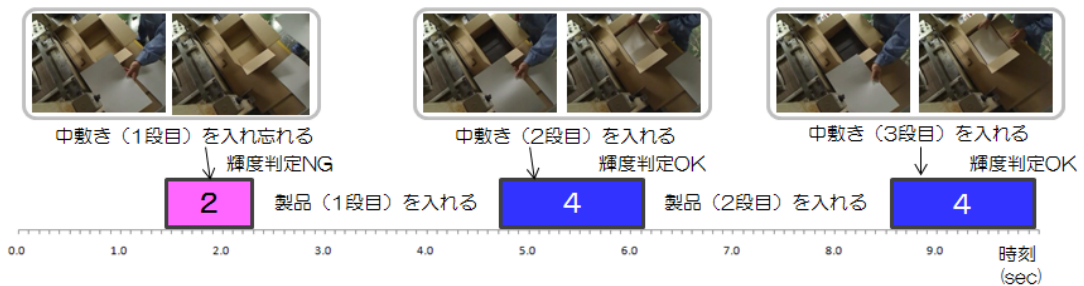 中敷き（1段目）を入れ忘れる
中敷き（2段目）を入れる
中敷き（3段目）を入れる
輝度判定NG
輝度判定OK
輝度判定OK
2
製品（1段目）を入れる
4
製品（2段目）を入れる
4
0.0 1.0 2.0 3.0 4.0 5.0 6.0 7.0 8.0 9.0 時刻
(sec)